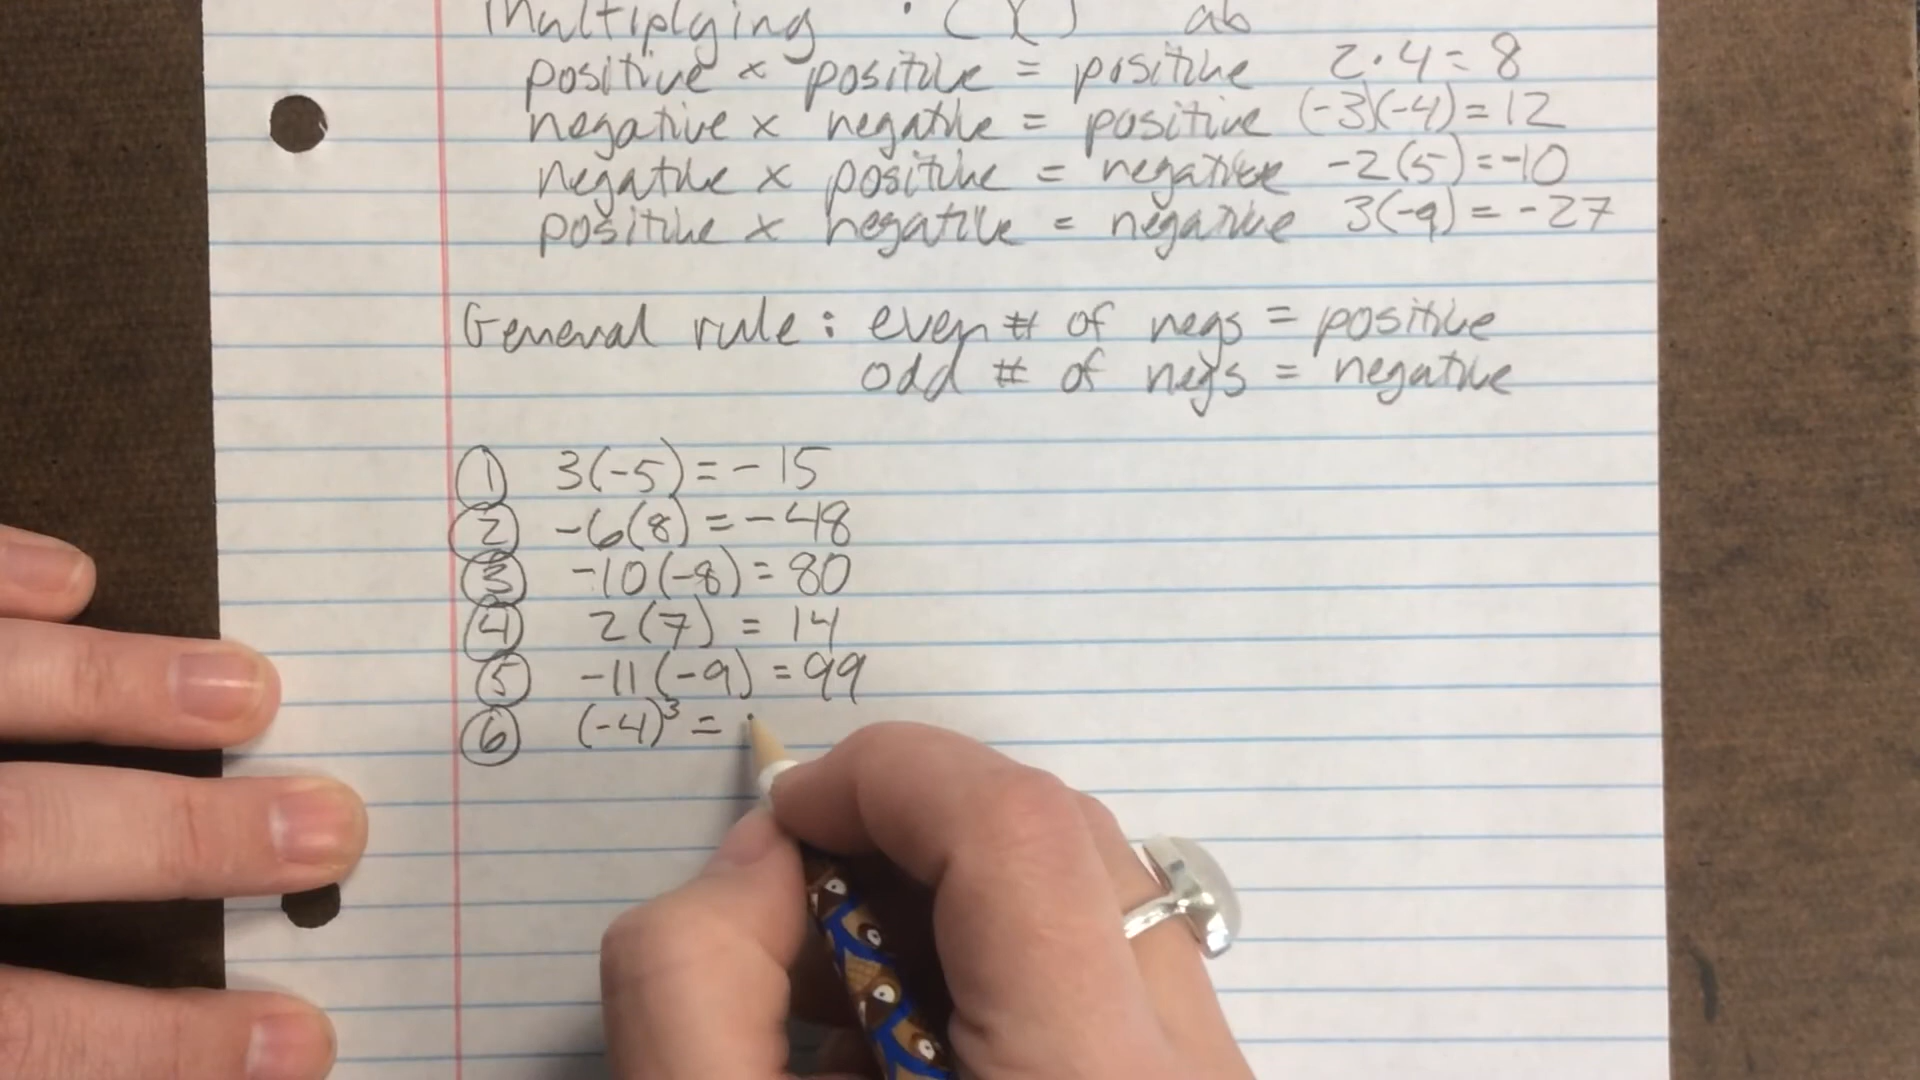 Multiplying · ( )( ) ab
positive x positive = positive 2·4=8
negative x negative = positive (-3)(-4)=12
negative x positive = negative -2(5)=-10
positive x negative = negative 3(-9)=-27
General rule: even # of negs = positive
odd # of negs = negative
① 3(-5)=-15
② -6(8)=-48
③ -10(-8)=80
④ 2(7)=14
⑤ -11(-9)=99
⑥ (-4)³=